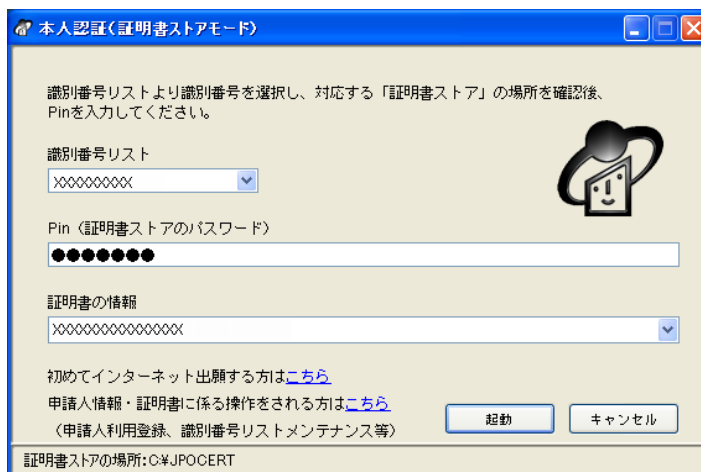 本人認証(証明書ストアモード)
識別番号リストより識別番号を選択し、対応する「証明書ストア」の場所を確認後、
Pinを入力してください。
識別番号リスト
XXXXXXXXX
Pin（証明書ストアのパスワード）
●●●●●●●
証明書の情報
XXXXXXXXXXXXXXX
初めてインターネット出願する方はこちら
申請人情報・証明書に係る操作をされる方はこちら
（申請人利用登録、識別番号リストメンテナンス等）
起動
キャンセル
証明書ストアの場所:C:¥JPOCERT